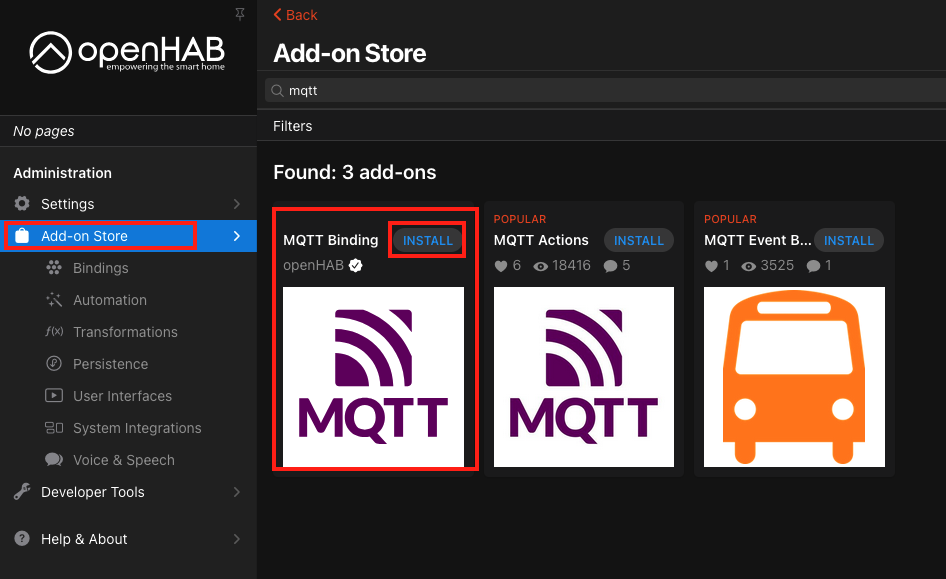 openHAB
empowering the smart home
No pages
Administration
Settings
Add-on Store
Bindings
Automation
f(x) Transformations
Persistence
User Interfaces
System Integrations
Voice & Speech
Developer Tools
? Help & About
Back
Add-on Store
mqtt
Filters
Found: 3 add-ons
MQTT Binding INSTALL
openHAB
MQTT
POPULAR
MQTT Actions INSTALL
6 18416 5
MQTT
POPULAR
MQTT Event B... INSTALL
1 3525 1